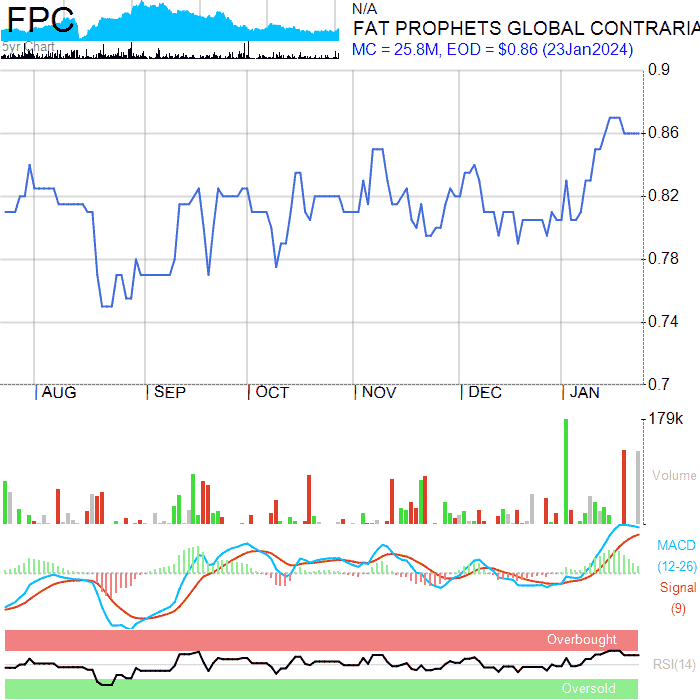 FPC
5yr Chart
N/A
FAT PROPHETS GLOBAL CONTRARIA
MC = 25.8M, EOD = $0.86 (23Jan2024)
0.9
0.86
0.82
0.78
0.74
0.7
AUG SEP OCT NOV DEC JAN
179k
Volume
MACD
(12-26)
Signal
(9)
Overbought
RSI(14)
Oversold